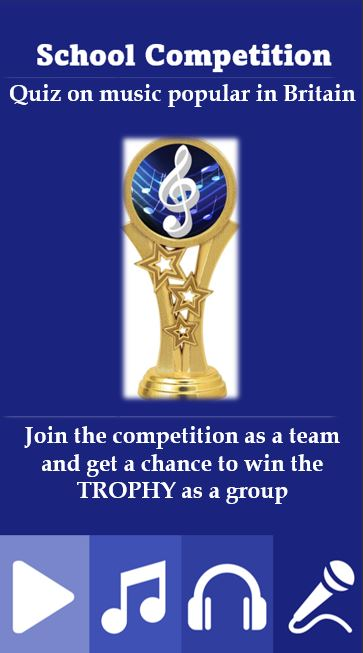 School Competition
Quiz on music popular in Britain
Join the competition as a team
and get a chance to win the
TROPHY as a group